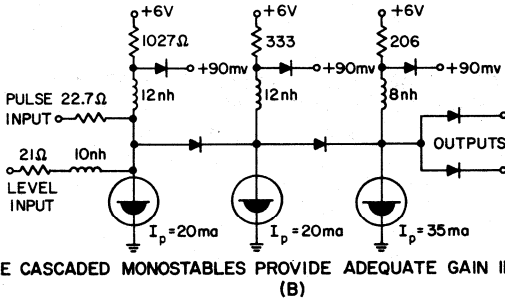 +6V +6V +6V
1027Ω 333 206
+90mv +90mv +90mv
12nh 12nh 8nh
PULSE 22.7Ω
INPUT
OUTPUTS
21Ω 10nh
LEVEL
INPUT
Ip=20ma Ip=20ma Ip=35ma
E CASCADED MONOSTABLES PROVIDE ADEQUATE GAIN
(B)